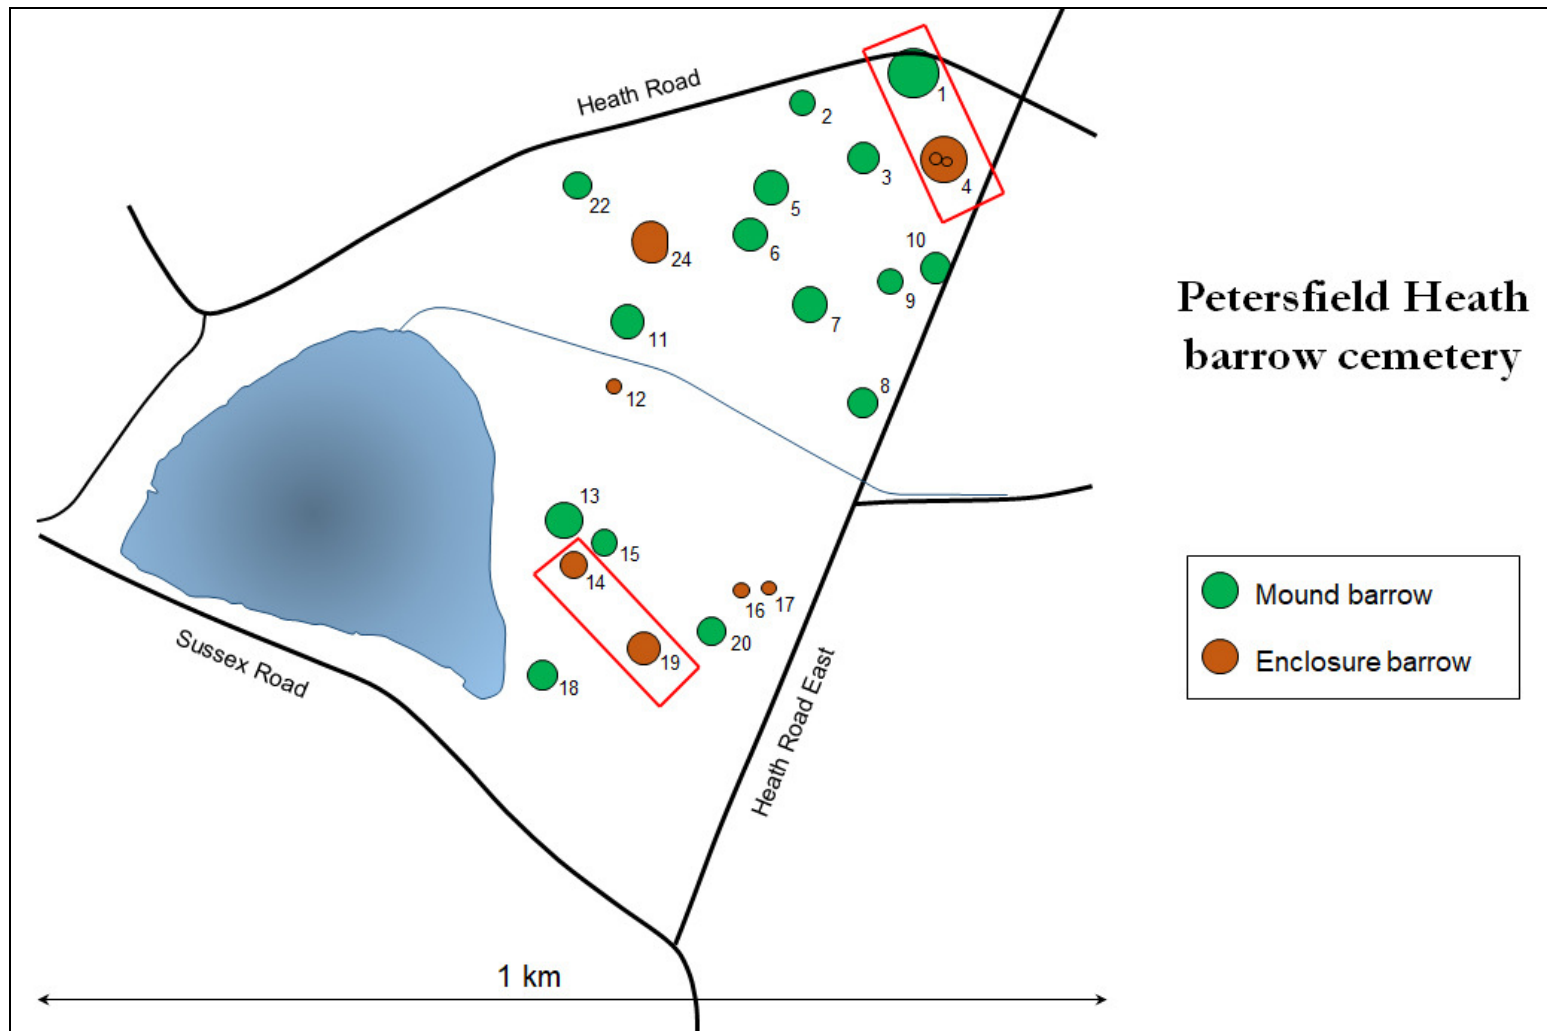 Heath Road
1
2
3
4
5
22
6
24
10
9
7
11
8
12
Petersfield Heath
barrow cemetery
13
15
14
16
17
20
19
18
Sussex Road
Heath Road East
Mound barrow
Enclosure barrow
1 km